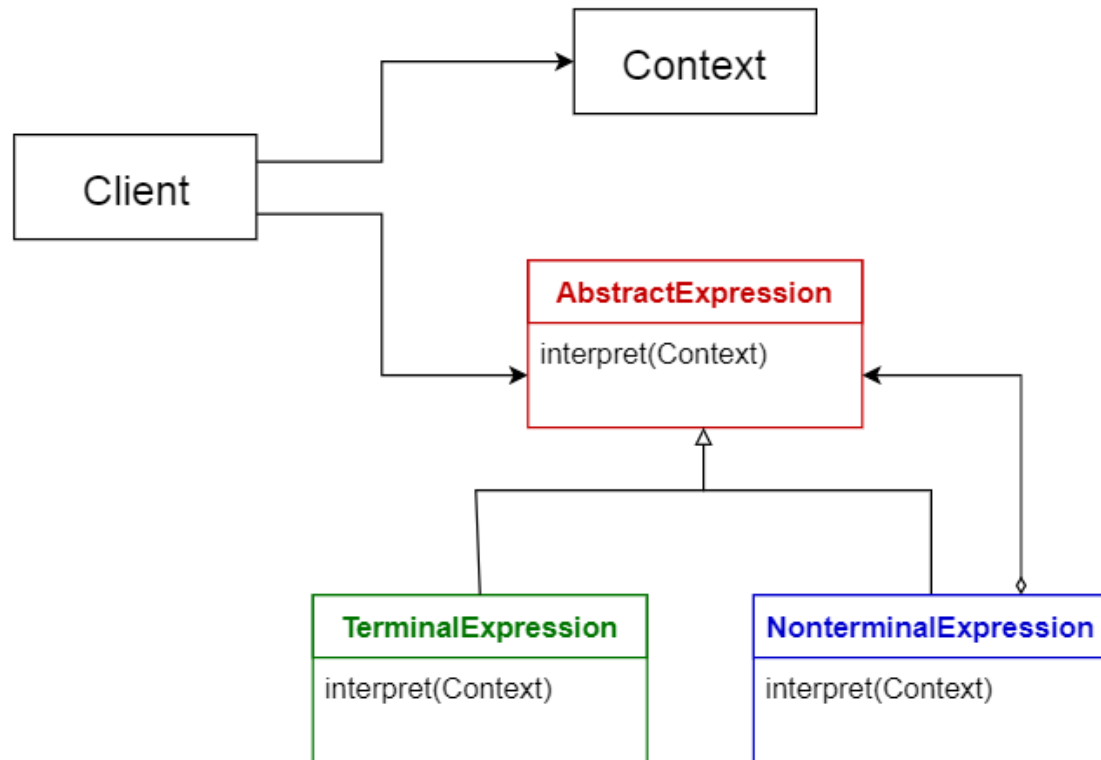 Context
Client
AbstractExpression
interpret(Context)
TerminalExpression
interpret(Context)
NonterminalExpression
interpret(Context)